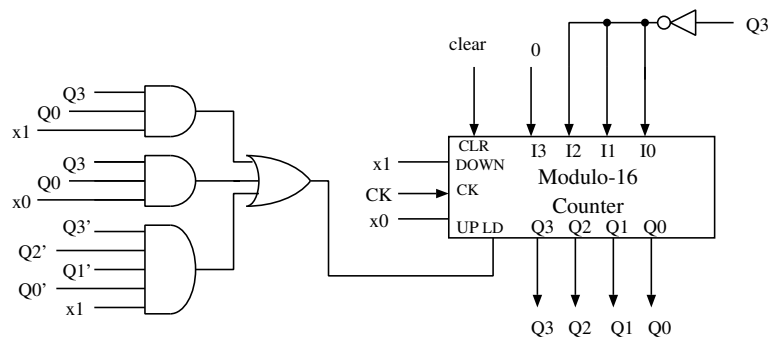 Q3
clear
0
Q3
Q0
x1
CLR
I3
I2
I1
I0
x1
DOWN
Modulo-16
Q3
Q0
x0
CK
CK
Counter
x0
UP LD
Q3
Q2
Q1
Q0
Q3'
Q2'
Q1'
Q0'
x1
Q3
Q2
Q1
Q0